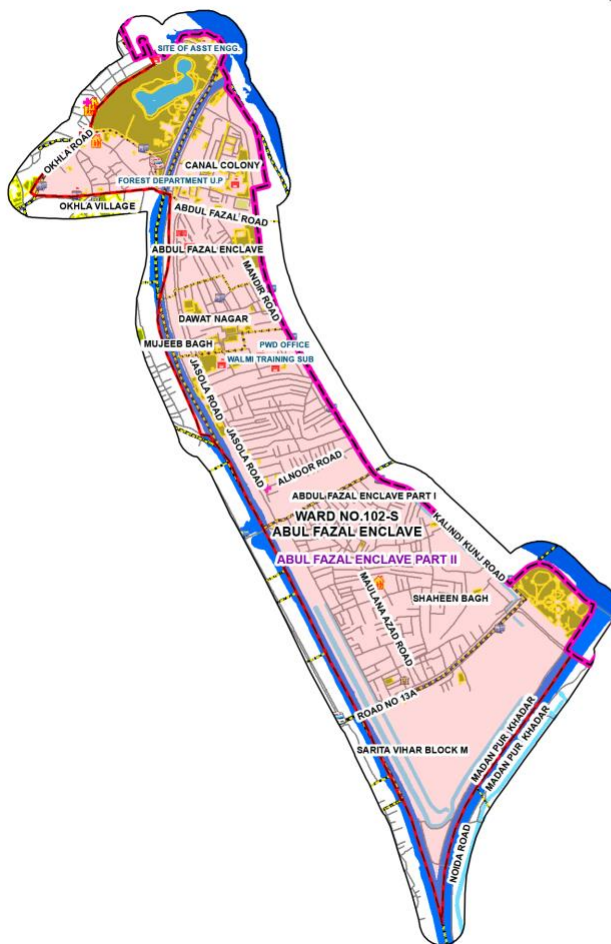 SITE OF ASST ENGG.
OKHLA ROAD
CANAL COLONY
FOREST DEPARTMENT U.P
OKHLA VILLAGE
ABDUL FAZAL ROAD
ABDUL FAZAL ENCLAVE
MANDIR ROAD
DAWAT NAGAR
MUJEEB BAGH
PWD OFFICE
WALMI TRAINING SUB
JASOLA ROAD
JASOLA ROAD
ALNOOR ROAD
ABDUL FAZAL ENCLAVE PART I
WARD NO.102-S
ABUL FAZAL ENCLAVE
KALINDI KUNJ ROAD
ABUL FAZAL ENCLAVE PART II
MAULANA AZAD ROAD
SHAHEEN BAGH
ROAD NO 13A
SARITA VIHAR BLOCK M
MADAN PUR KHADAR
MADAN PUR KHADAR
NOIDA ROAD